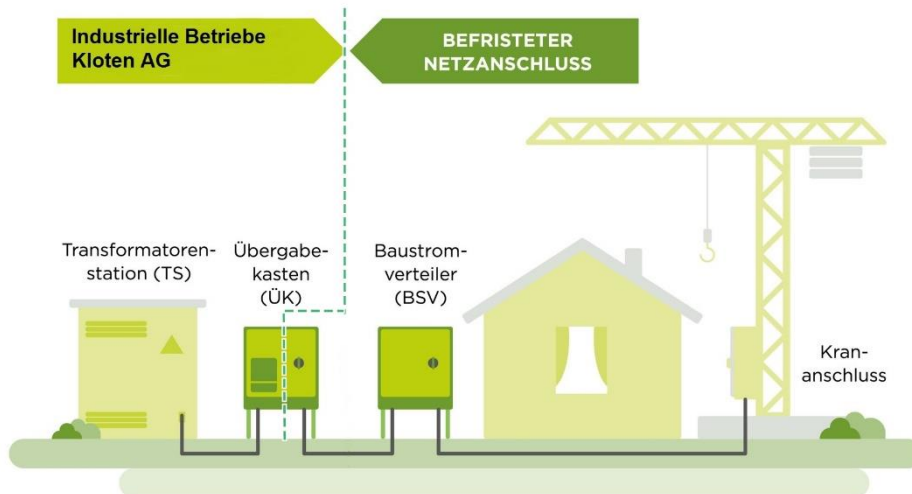 Industrielle Betriebe
Kloten AG
BEFRISTETER
NETZANSCHLUSS
Transformatoren-
station (TS)
Übergabe-
kasten
(ÜK)
Baustrom-
verteiler
(BSV)
Kran-
anschluss